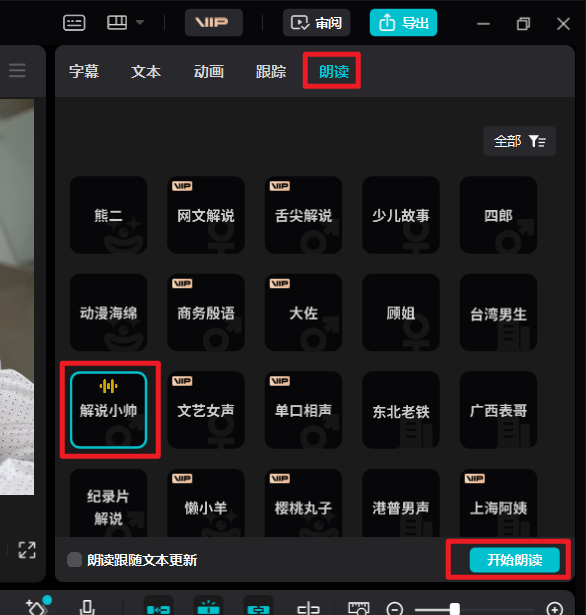 VIP 审阅 导出
字幕 文本 动画 跟踪 朗读
全部
熊二 VIP 网文解说 VIP 舌尖解说 少儿故事 四郎
动漫海绵 VIP 商务殷语 VIP 大佐 顾姐 台湾男生
解说小帅 VIP 文艺女声 VIP 单口相声 东北老铁 广西表哥
纪录片
解说 VIP 懒小羊 VIP 樱桃丸子 港普男声 VIP 上海阿姨
朗读跟随文本更新 开始朗读